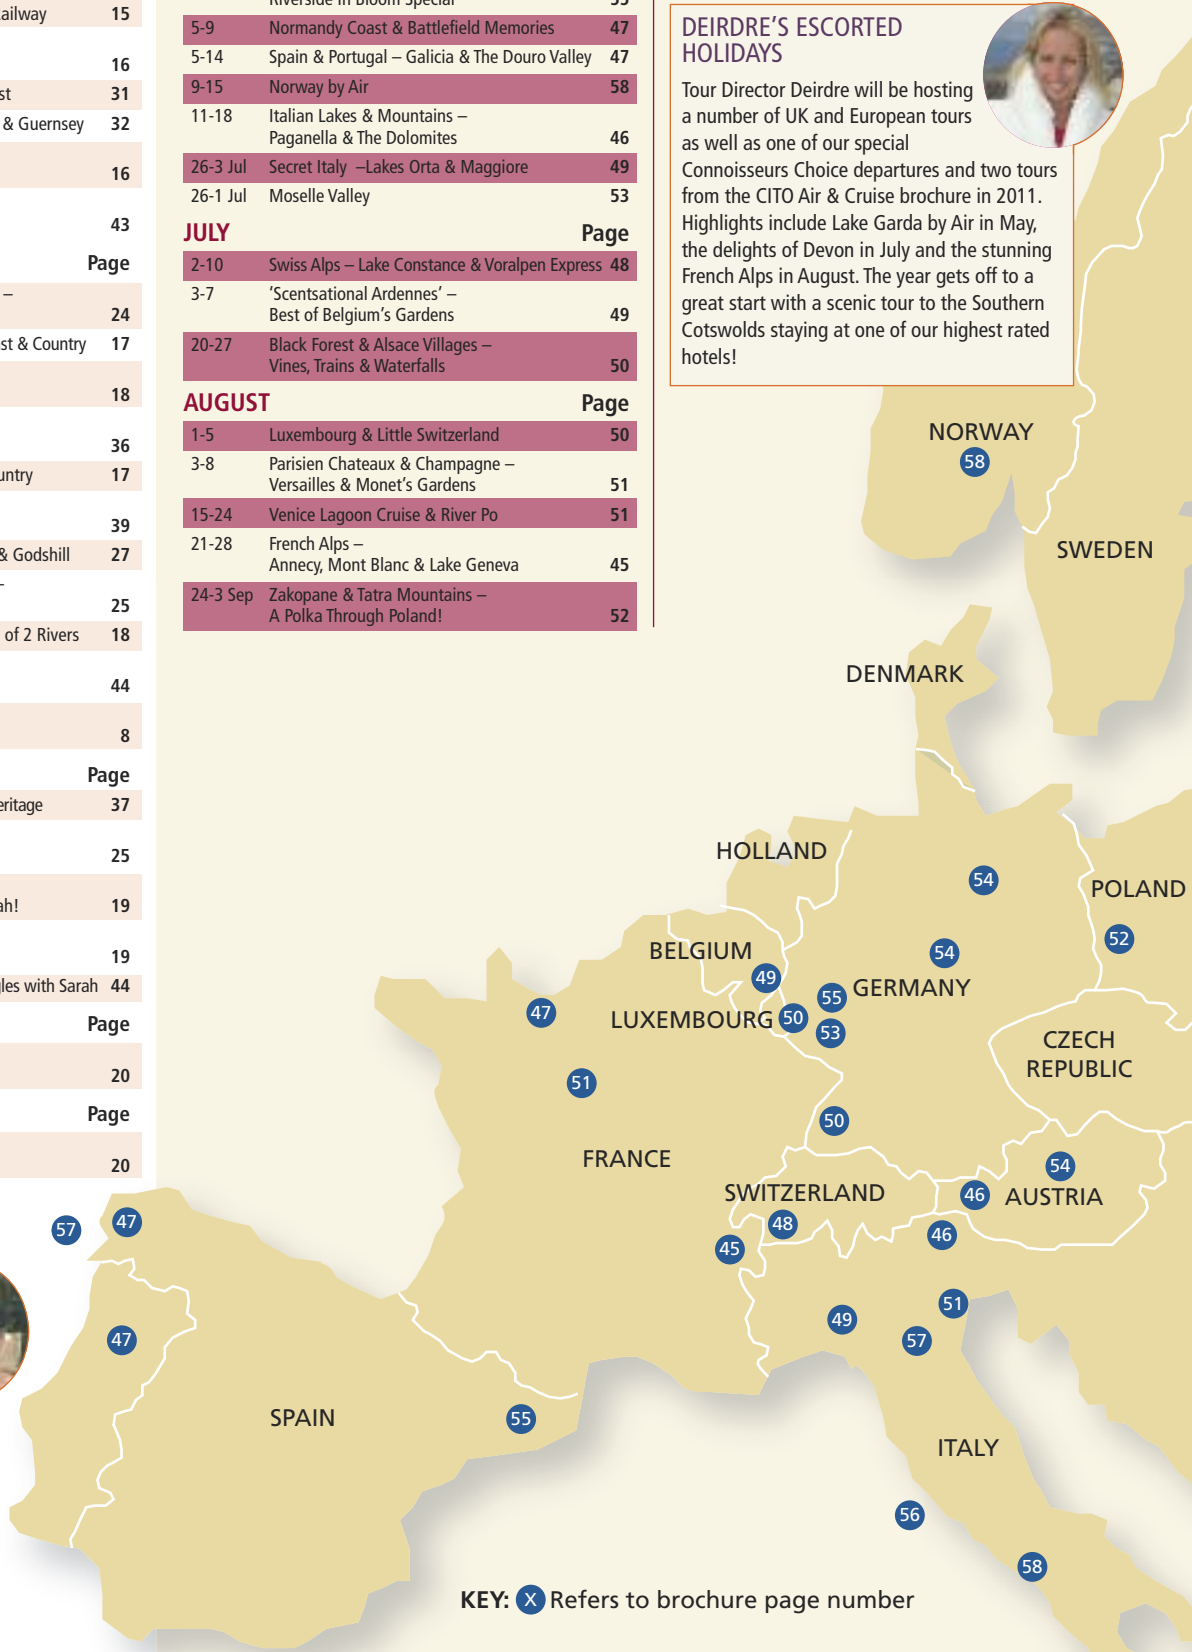 ailway 15
16
st 31
& Guernsey 32
16
43
Page
–
24
st & Country 17
18
36
untry 17
39
& Godshill 27
–
25
of 2 Rivers 18
44
8
Page
eritage 37
25
ah! 19
19
gles with Sarah 44
Page
20
Page
20
Riverside in Bloom Special 55
5-9 Normandy Coast & Battlefield Memories 47
5-14 Spain & Portugal – Galicia & The Douro Valley 47
9-15 Norway by Air 58
11-18 Italian Lakes & Mountains –
Paganella & The Dolomites 46
26-3 Jul Secret Italy –Lakes Orta & Maggiore 49
26-1 Jul Moselle Valley 53
JULY Page
2-10 Swiss Alps – Lake Constance & Voralpen Express 48
3-7 ‘Scentsational Ardennes’ –
Best of Belgium’s Gardens 49
20-27 Black Forest & Alsace Villages –
Vines, Trains & Waterfalls 50
AUGUST Page
1-5 Luxembourg & Little Switzerland 50
3-8 Parisien Chateaux & Champagne –
Versailles & Monet’s Gardens 51
15-24 Venice Lagoon Cruise & River Po 51
21-28 French Alps –
Annecy, Mont Blanc & Lake Geneva 45
24-3 Sep Zakopane & Tatra Mountains –
A Polka Through Poland! 52
DEIRDRE’S ESCORTED
HOLIDAYS
Tour Director Deirdre will be hosting
a number of UK and European tours
as well as one of our special
Connoisseurs Choice departures and two tours
from the CITO Air & Cruise brochure in 2011.
Highlights include Lake Garda by Air in May,
the delights of Devon in July and the stunning
French Alps in August. The year gets off to a
great start with a scenic tour to the Southern
Cotswolds staying at one of our highest rated
hotels!
NORWAY
58
SWEDEN
DENMARK
HOLLAND
54
POLAND
52
BELGIUM
54
49
55
GERMANY
47
LUXEMBOURG
50
53
CZECH
REPUBLIC
51
50
FRANCE
54
SWITZERLAND
46
AUSTRIA
57
47
48
46
45
51
49
57
47
SPAIN
55
ITALY
56
58
KEY: X Refers to brochure page number